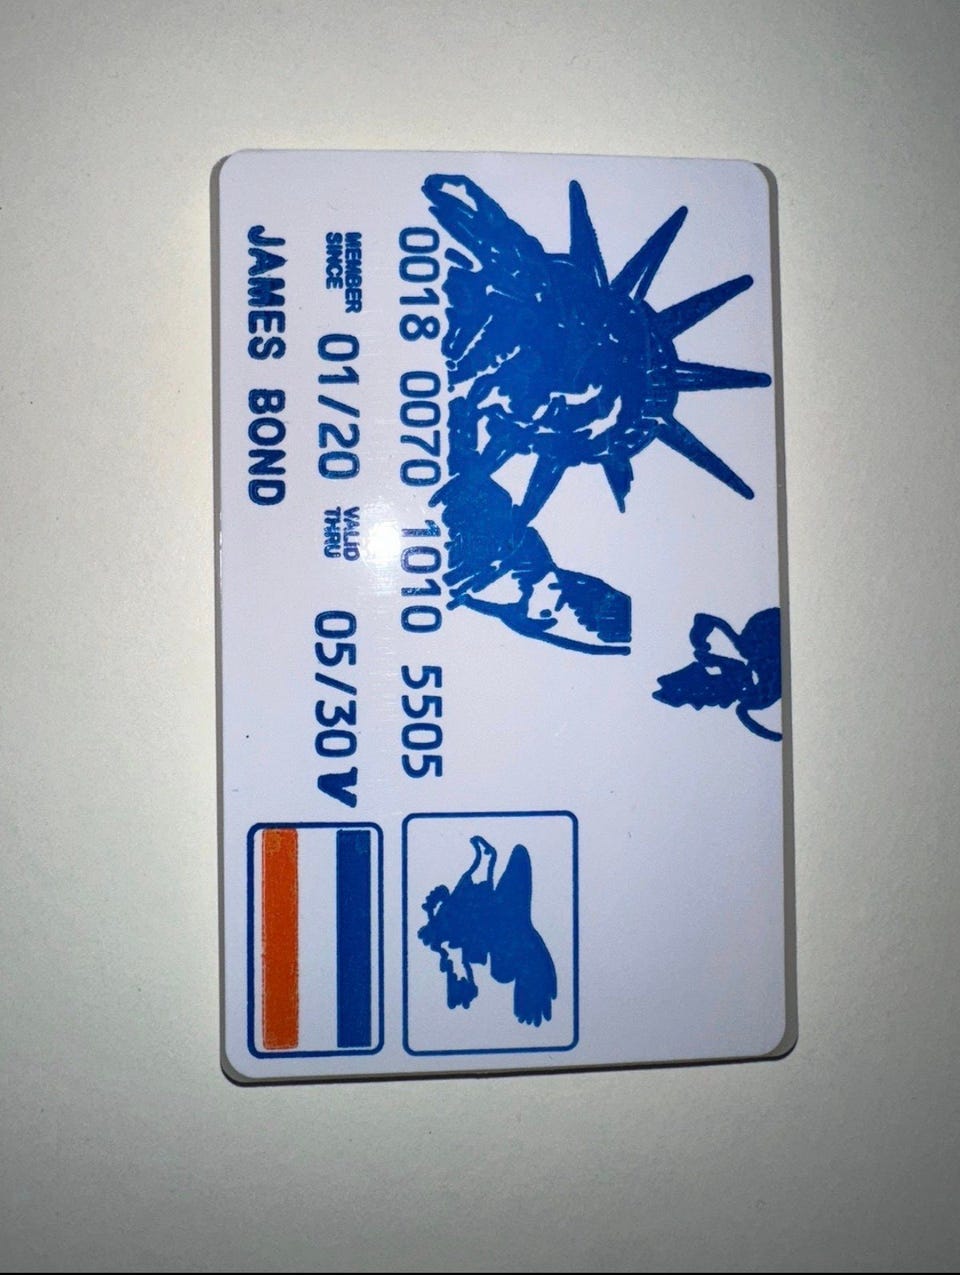 0018 0070 1010 5505
MEMBER SINCE 01/20 VALID THRU 05/30 V
JAMES BOND